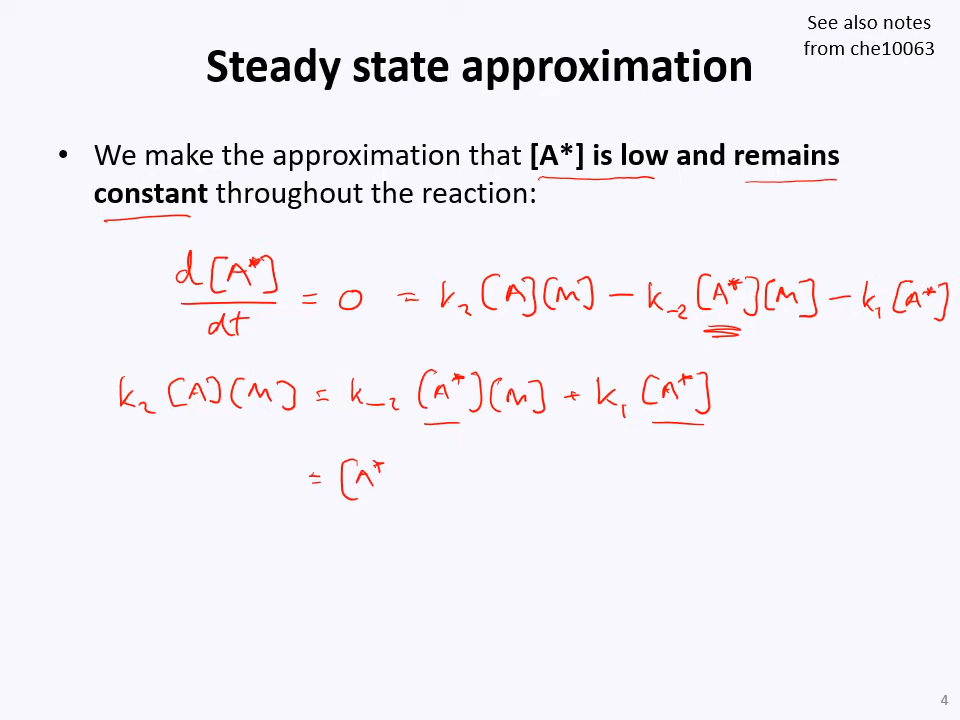 See also notes
from che10063
Steady state approximation
• We make the approximation that [A*] is low and remains
constant throughout the reaction:
d[A*]/dt = 0 = k₂[A][M] − k₋₂[A*][M] − k₁[A*]
k₂[A][M] = k₋₂[A*][M] + k₁[A*]
= [A*
4